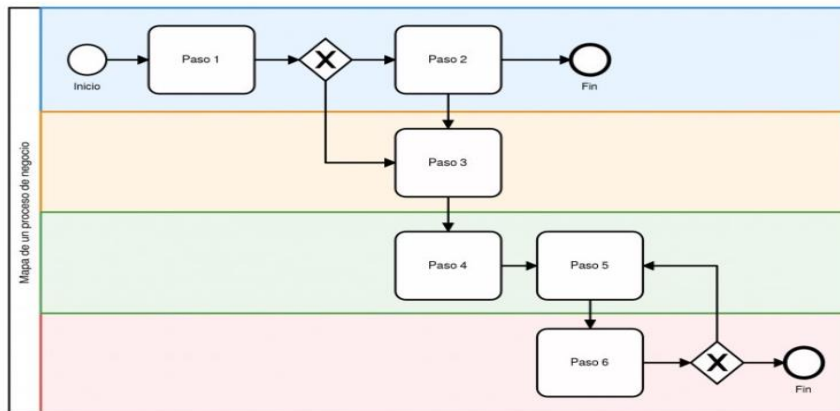 Mapa de un proceso de negocio
Inicio
Paso 1
X
Paso 2
Fin
Paso 3
Paso 4
Paso 5
Paso 6
X
Fin